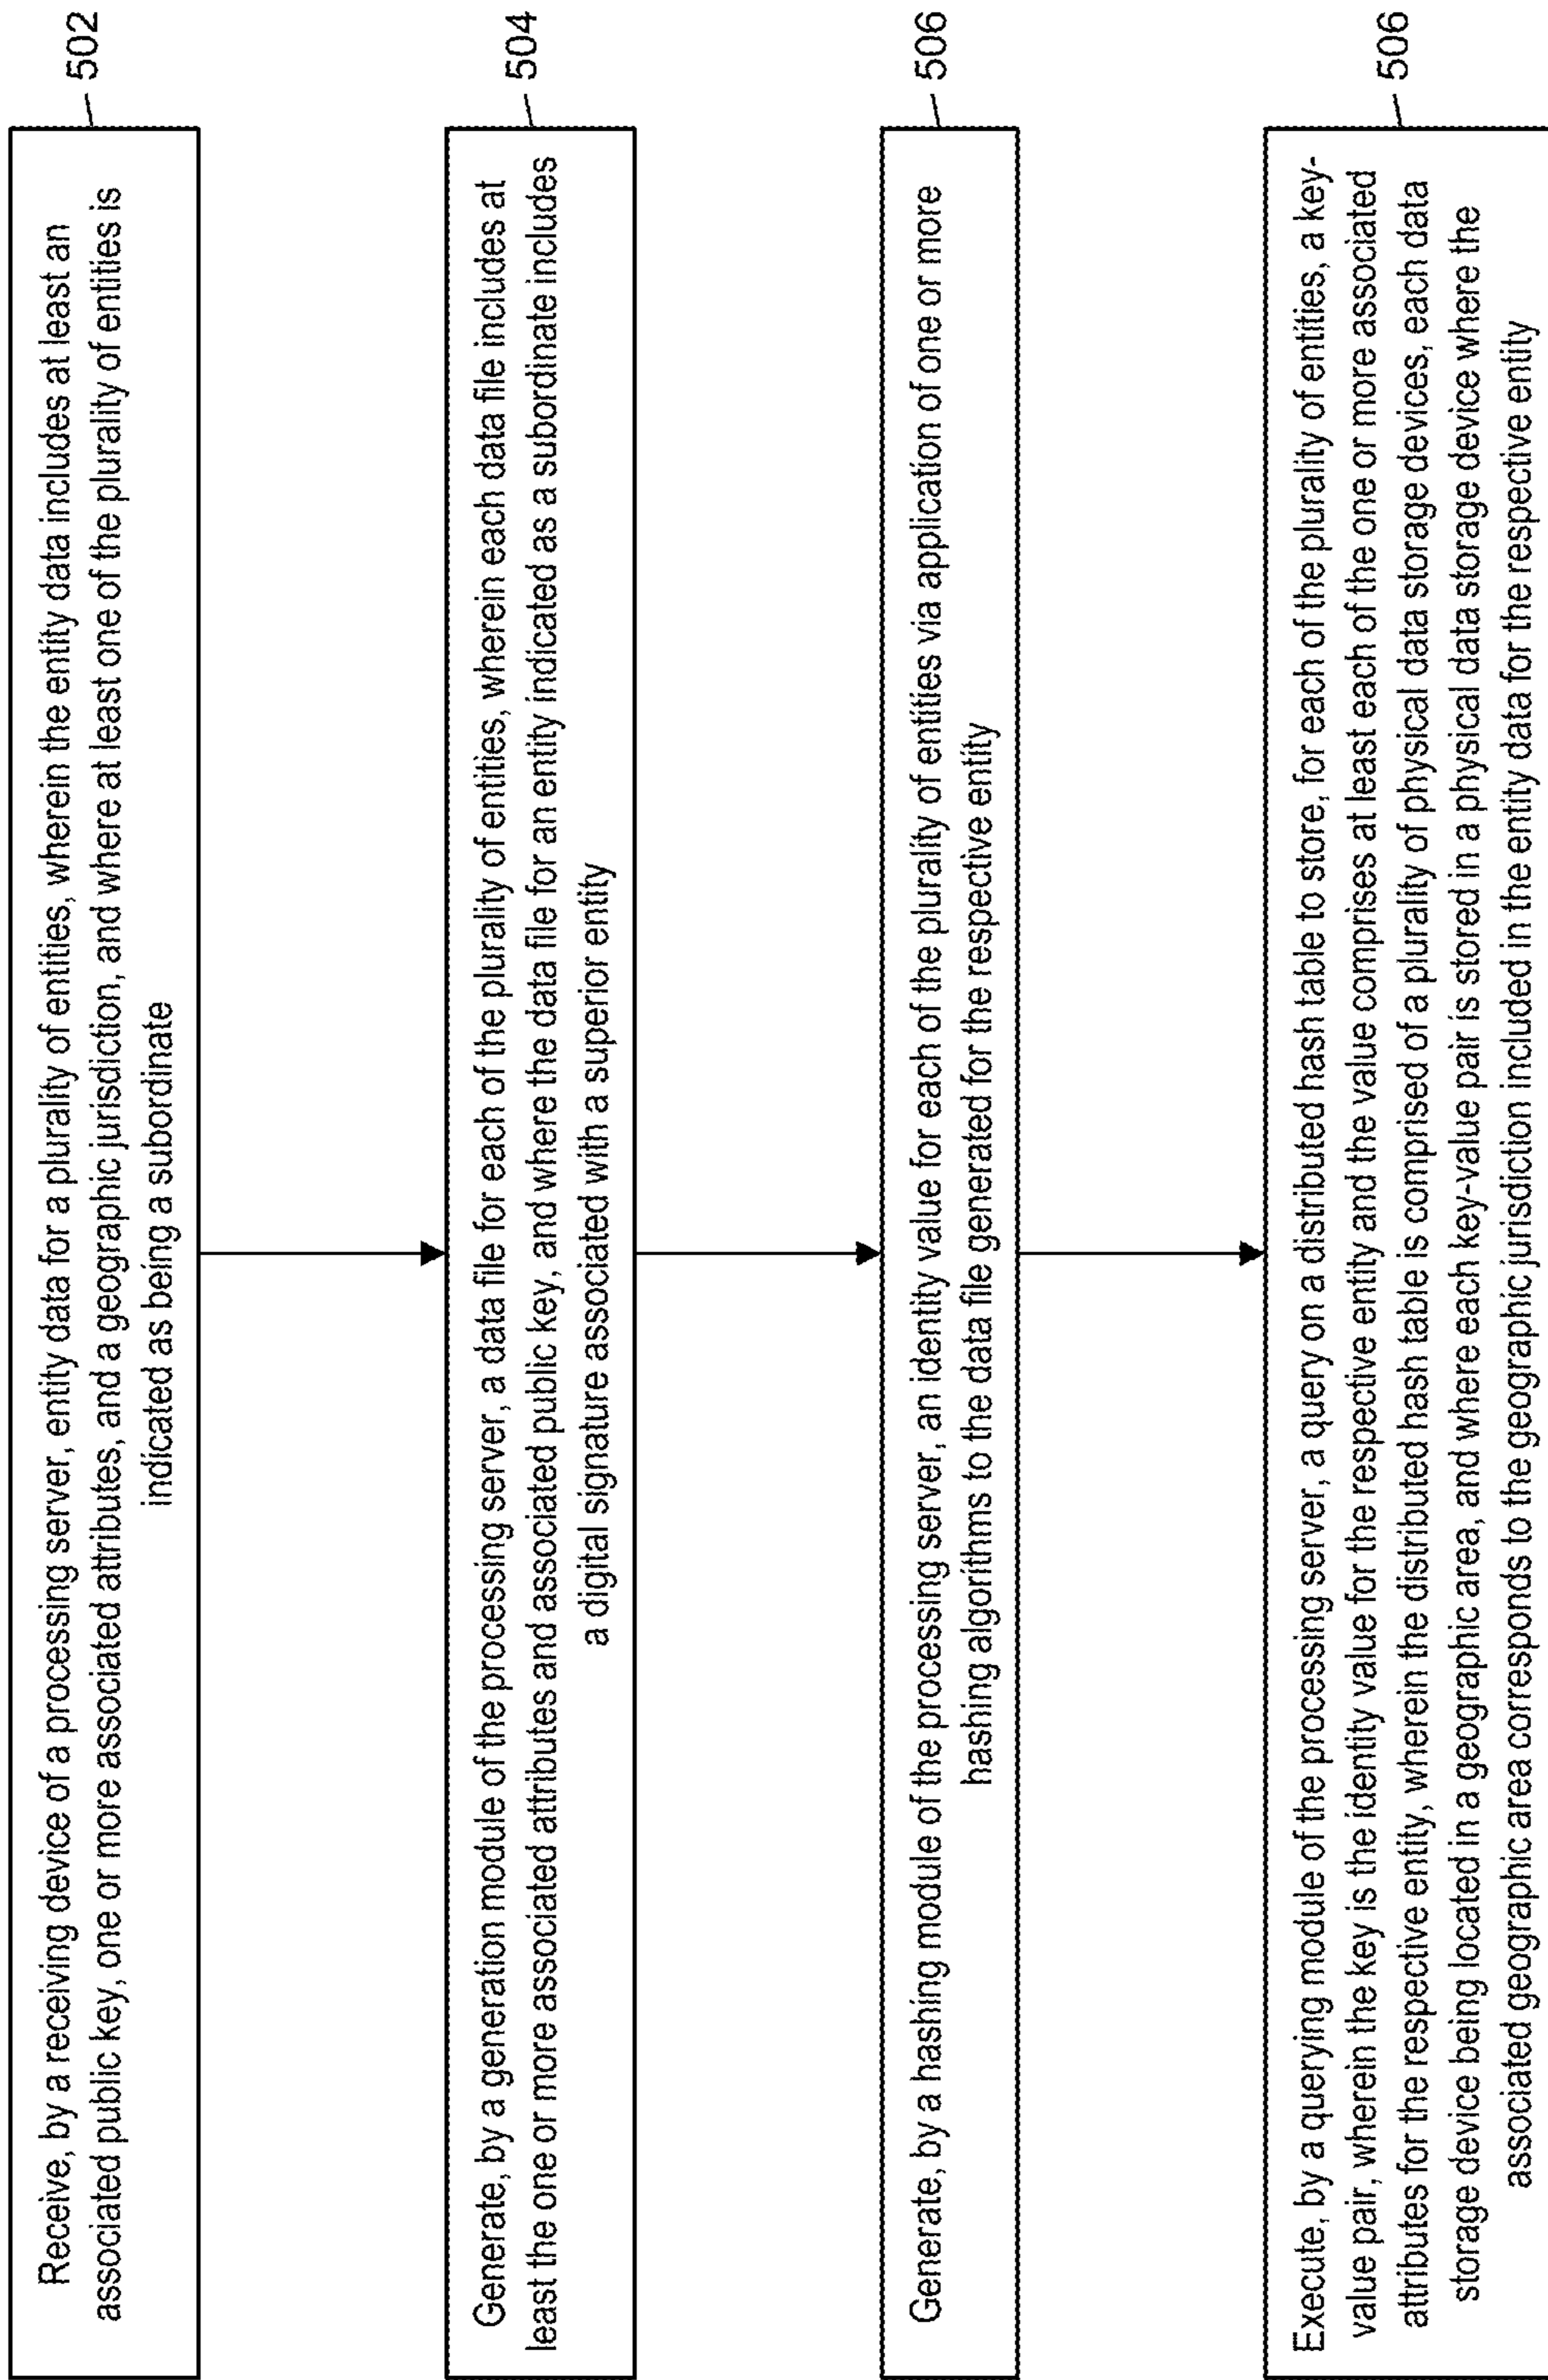 Receive, by a receiving device of a processing server, entity data for a plurality of entities, wherein the entity data includes at least an
associated public key, one or more associated attributes, and a geographic jurisdiction, and where at least one of the plurality of entities is
indicated as being a subordinate
502
Generate, by a generation module of the processing server, a data file for each of the plurality of entities, wherein each data file includes at
least the one or more associated attributes and associated public key, and where the data file for an entity indicated as a subordinate includes
a digital signature associated with a superior entity
504
Generate, by a hashing module of the processing server, an identity value for each of the plurality of entities via application of one or more
hashing algorithms to the data file generated for the respective entity
506
Execute, by a querying module of the processing server, a query on a distributed hash table to store, for each of the plurality of entities, a key-
value pair, wherein the key is the identity value for the respective entity and the value comprises at least each of the one or more associated
attributes for the respective entity, wherein the distributed hash table is comprised of a plurality of physical data storage devices, each data
storage device being located in a geographic area, and where each key-value pair is stored in a physical data storage device where the
associated geographic area corresponds to the geographic jurisdiction included in the entity data for the respective entity
506